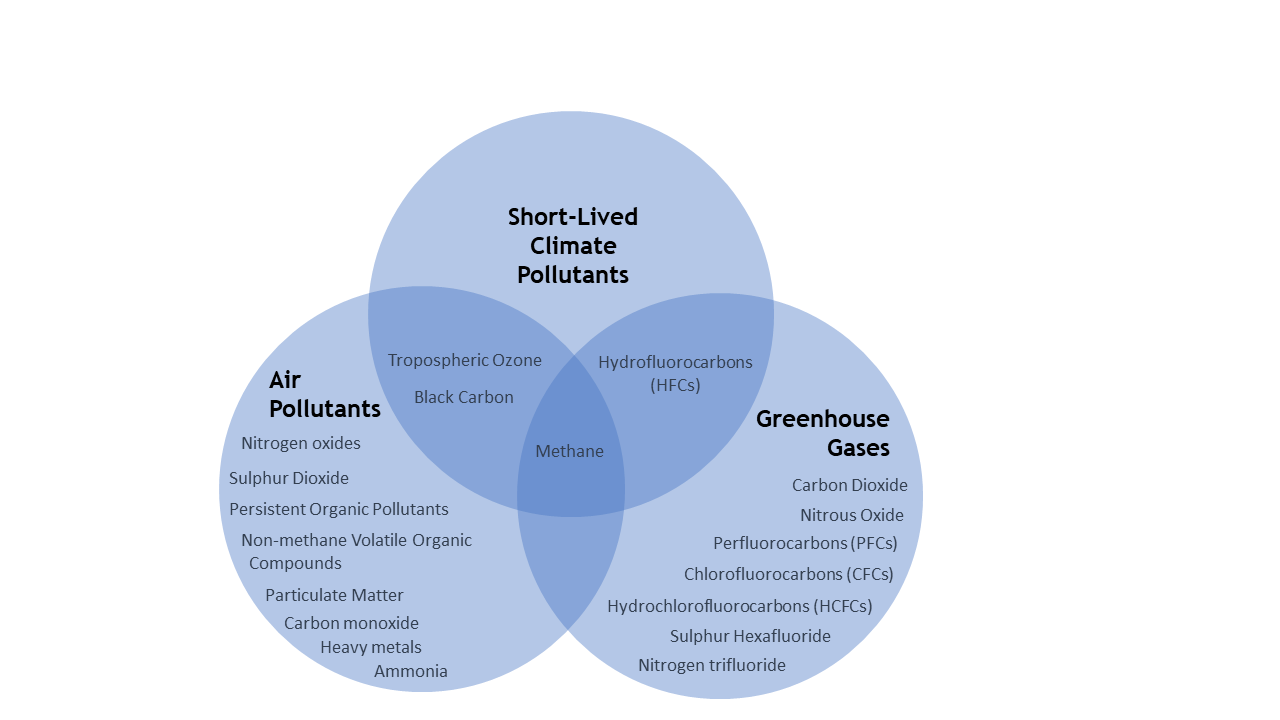 Short-Lived
Climate
Pollutants
Tropospheric Ozone
Black Carbon
Hydrofluorocarbons
(HFCs)
Methane
Air
Pollutants
Nitrogen oxides
Sulphur Dioxide
Persistent Organic Pollutants
Non-methane Volatile Organic
Compounds
Particulate Matter
Carbon monoxide
Heavy metals
Ammonia
Greenhouse
Gases
Carbon Dioxide
Nitrous Oxide
Perfluorocarbons (PFCs)
Chlorofluorocarbons (CFCs)
Hydrochlorofluorocarbons (HCFCs)
Sulphur Hexafluoride
Nitrogen trifluoride